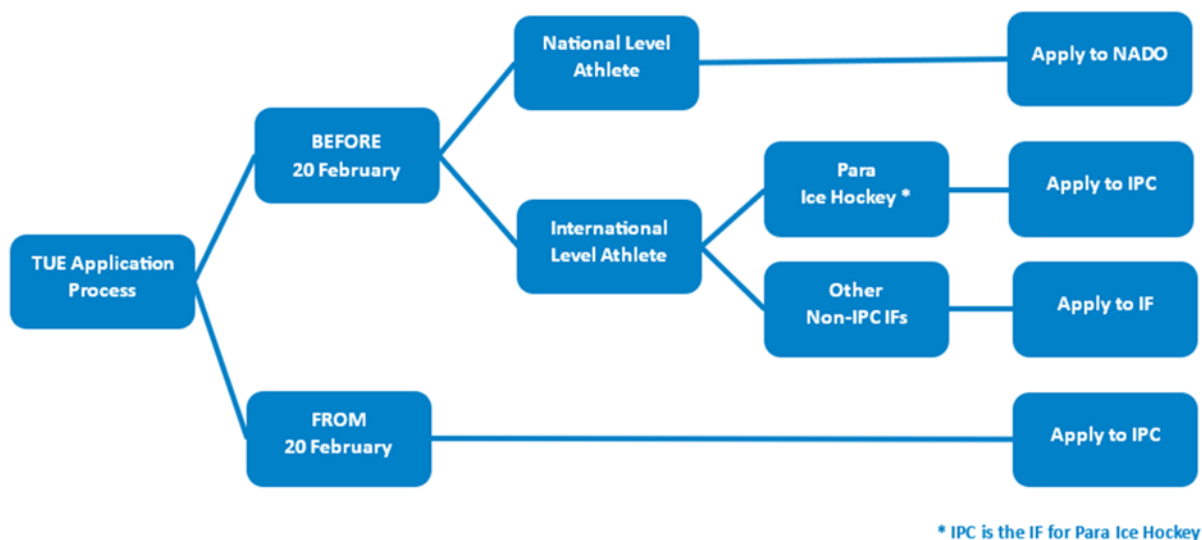 National Level
Athlete
Apply to NADO
BEFORE
20 February
Para
Ice Hockey *
Apply to IPC
International
Level Athlete
TUE Application
Process
Other
Non-IPC IFs
Apply to IF
FROM
20 February
Apply to IPC
* IPC is the IF for Para Ice Hockey